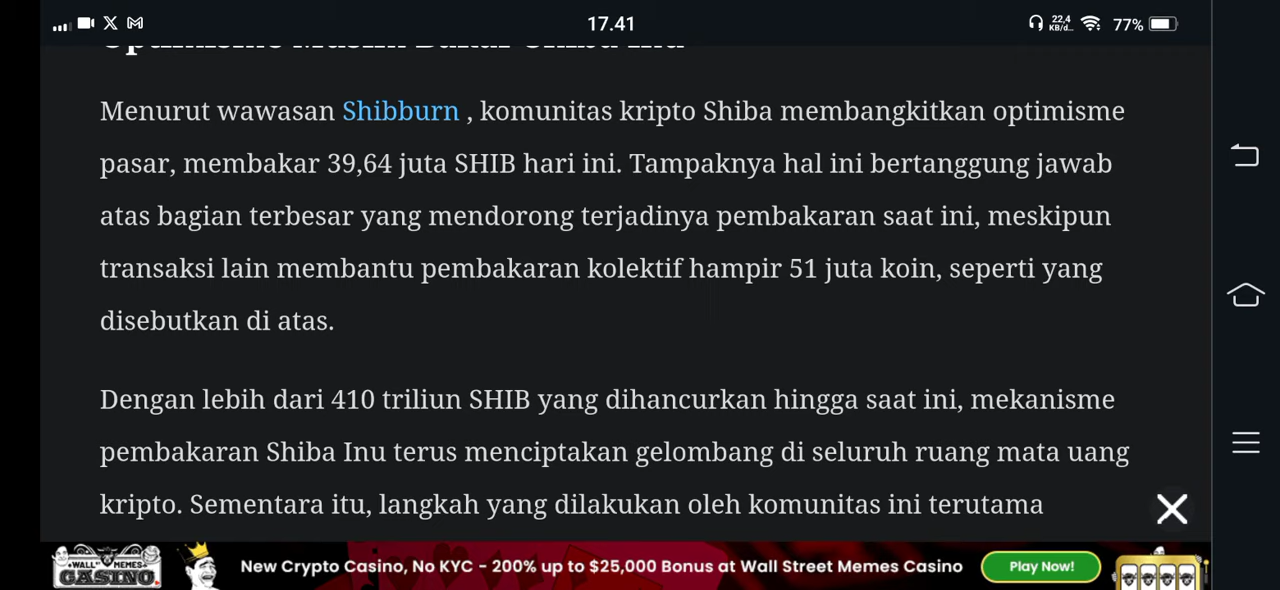 17.41
22,4
KB/d...
77%
Optimisme Musim Bakar Shiba Inu
Menurut wawasan Shibburn , komunitas kripto Shiba membangkitkan optimisme
pasar, membakar 39,64 juta SHIB hari ini. Tampaknya hal ini bertanggung jawab
atas bagian terbesar yang mendorong terjadinya pembakaran saat ini, meskipun
transaksi lain membantu pembakaran kolektif hampir 51 juta koin, seperti yang
disebutkan di atas.
Dengan lebih dari 410 triliun SHIB yang dihancurkan hingga saat ini, mekanisme
pembakaran Shiba Inu terus menciptakan gelombang di seluruh ruang mata uang
kripto. Sementara itu, langkah yang dilakukan oleh komunitas ini terutama
WALL MEMES
CASINO
New Crypto Casino, No KYC - 200% up to $25,000 Bonus at Wall Street Memes Casino
Play Now!